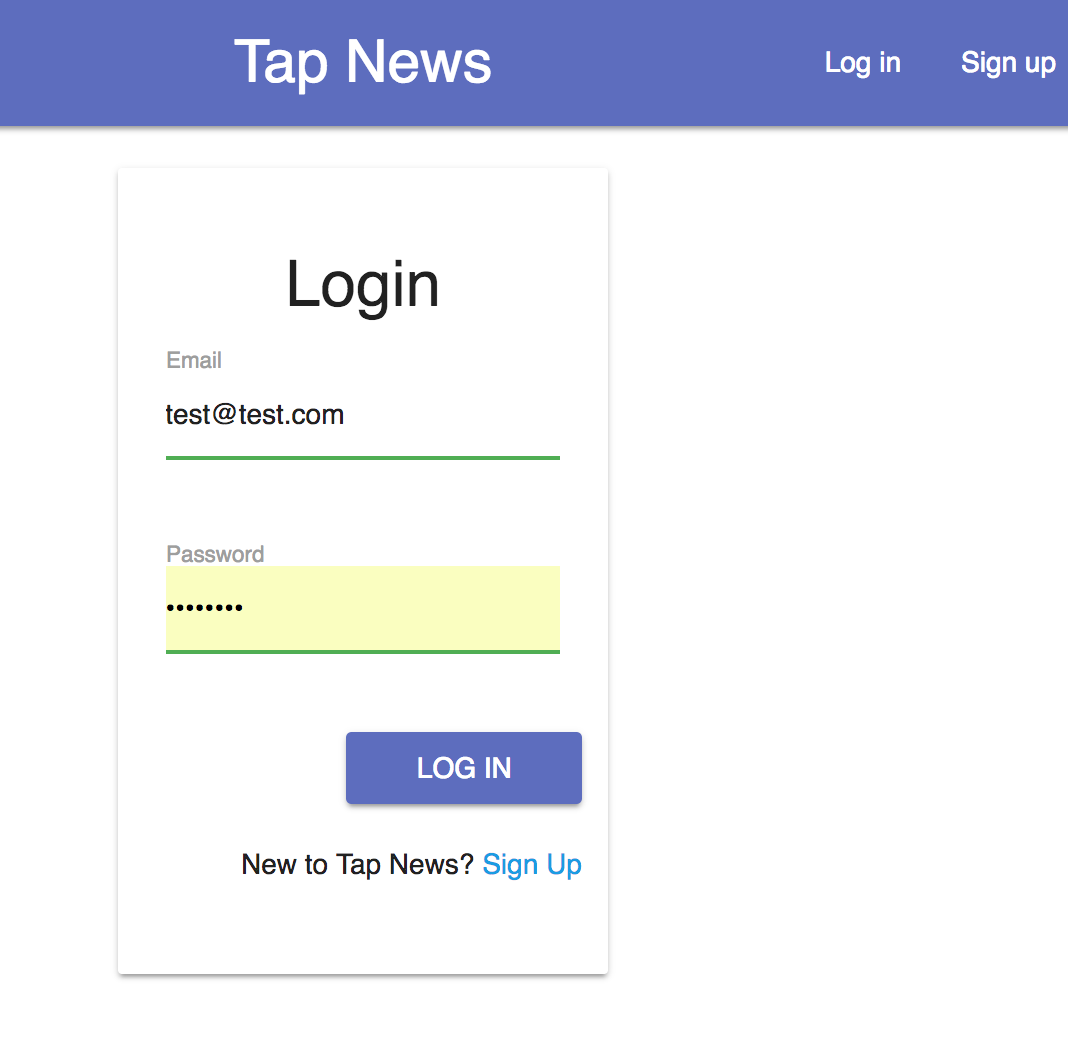 Tap News
Log in
Sign up
Login
Email
test@test.com
Password
••••••••
LOG IN
New to Tap News? Sign Up